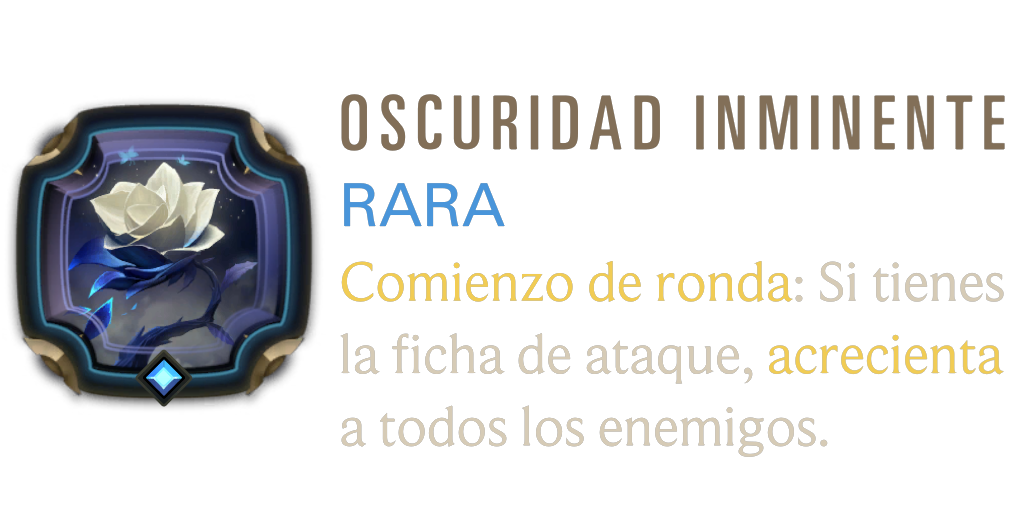 OSCURIDAD INMINENTE
RARA
Comienzo de ronda: Si tienes
la ficha de ataque, acrecienta
a todos los enemigos.